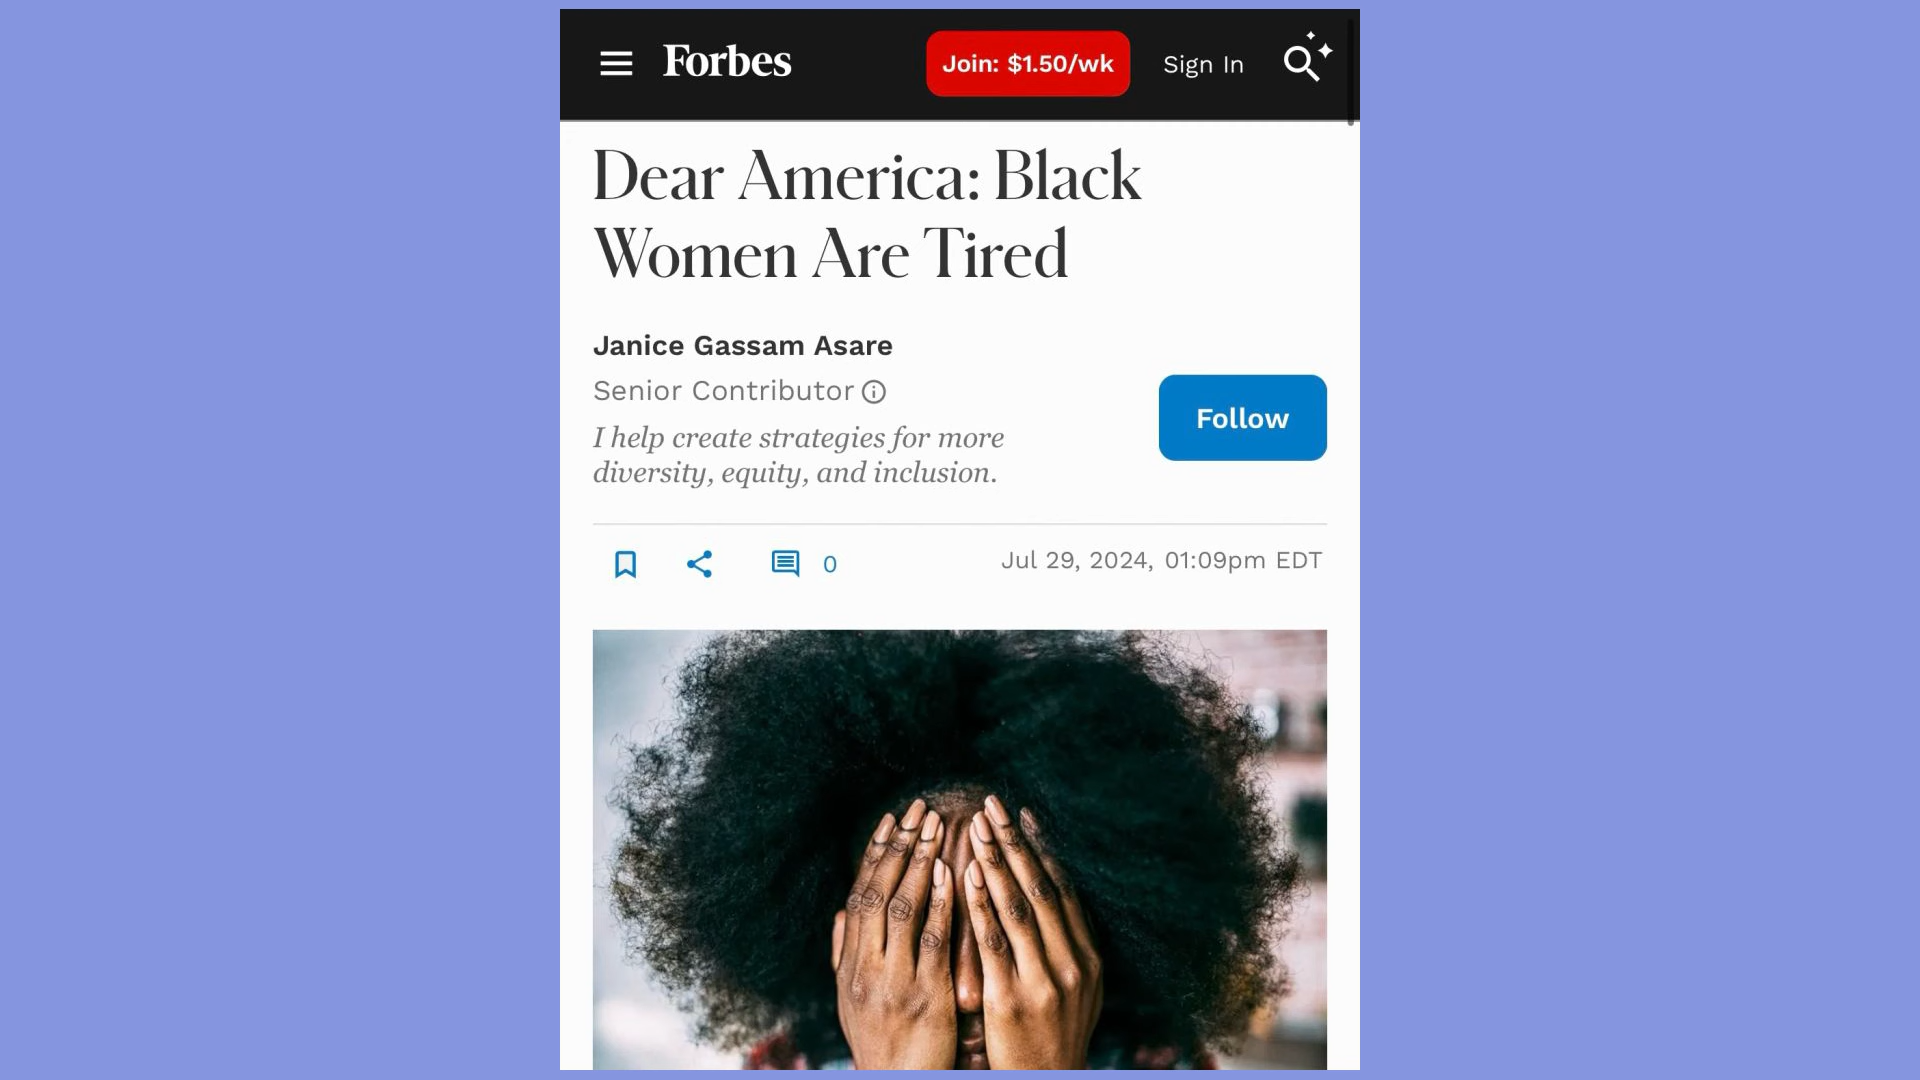 Forbes
Join: $1.50/wk
Sign In
Dear America: Black
Women Are Tired
Janice Gassam Asare
Senior Contributor
I help create strategies for more
diversity, equity, and inclusion.
Follow
0
Jul 29, 2024, 01:09pm EDT